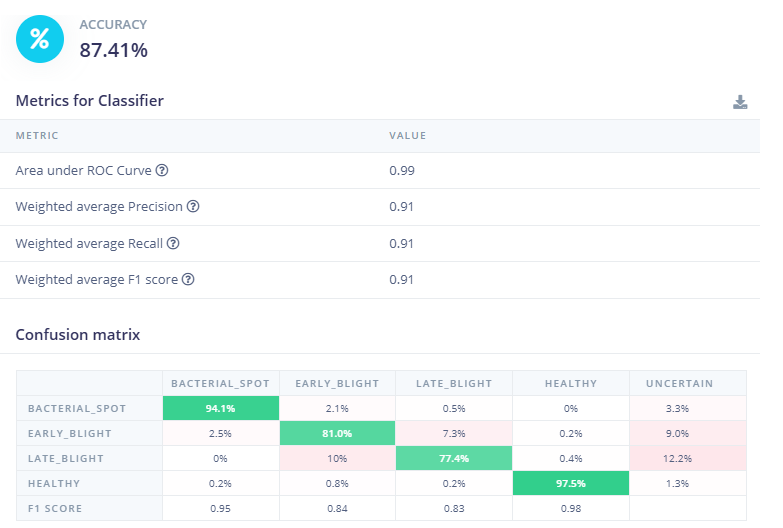 %
ACCURACY
87.41%
Metrics for Classifier
METRIC VALUE
Area under ROC Curve ? 0.99
Weighted average Precision ? 0.91
Weighted average Recall ? 0.91
Weighted average F1 score ? 0.91
Confusion matrix
BACTERIAL_SPOT EARLY_BLIGHT LATE_BLIGHT HEALTHY UNCERTAIN
BACTERIAL_SPOT 94.1% 2.1% 0.5% 0% 3.3%
EARLY_BLIGHT 2.5% 81.0% 7.3% 0.2% 9.0%
LATE_BLIGHT 0% 10% 77.4% 0.4% 12.2%
HEALTHY 0.2% 0.8% 0.2% 97.5% 1.3%
F1 SCORE 0.95 0.84 0.83 0.98